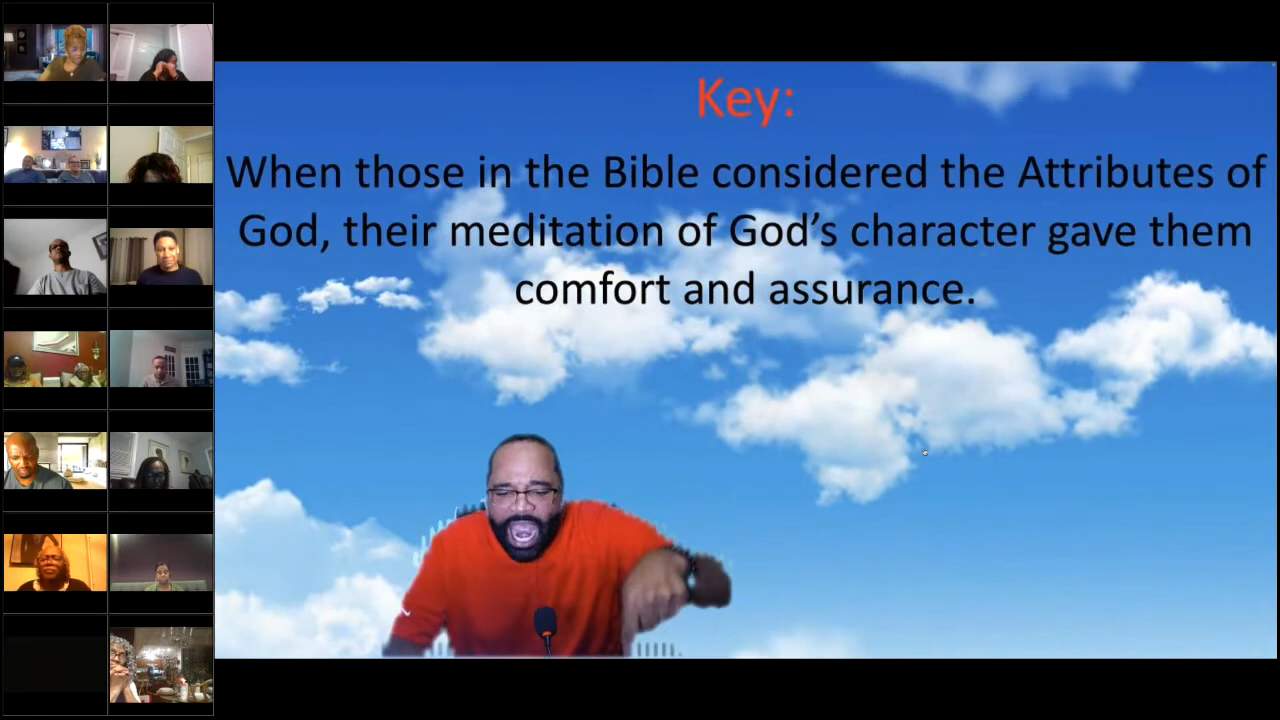 Key:
When those in the Bible considered the Attributes of
God, their meditation of God’s character gave them
comfort and assurance.